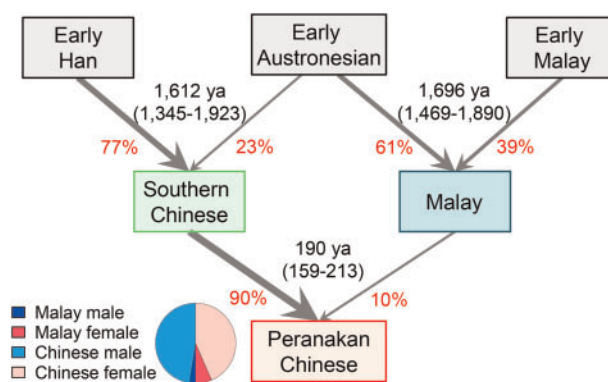 Early
Han
Early
Austronesian
Early
Malay
1,612 ya
(1,345-1,923)
1,696 ya
(1,469-1,890)
77%
23%
61%
39%
Southern
Chinese
Malay
190 ya
(159-213)
90%
10%
Malay male
Malay female
Chinese male
Chinese female
Peranakan
Chinese